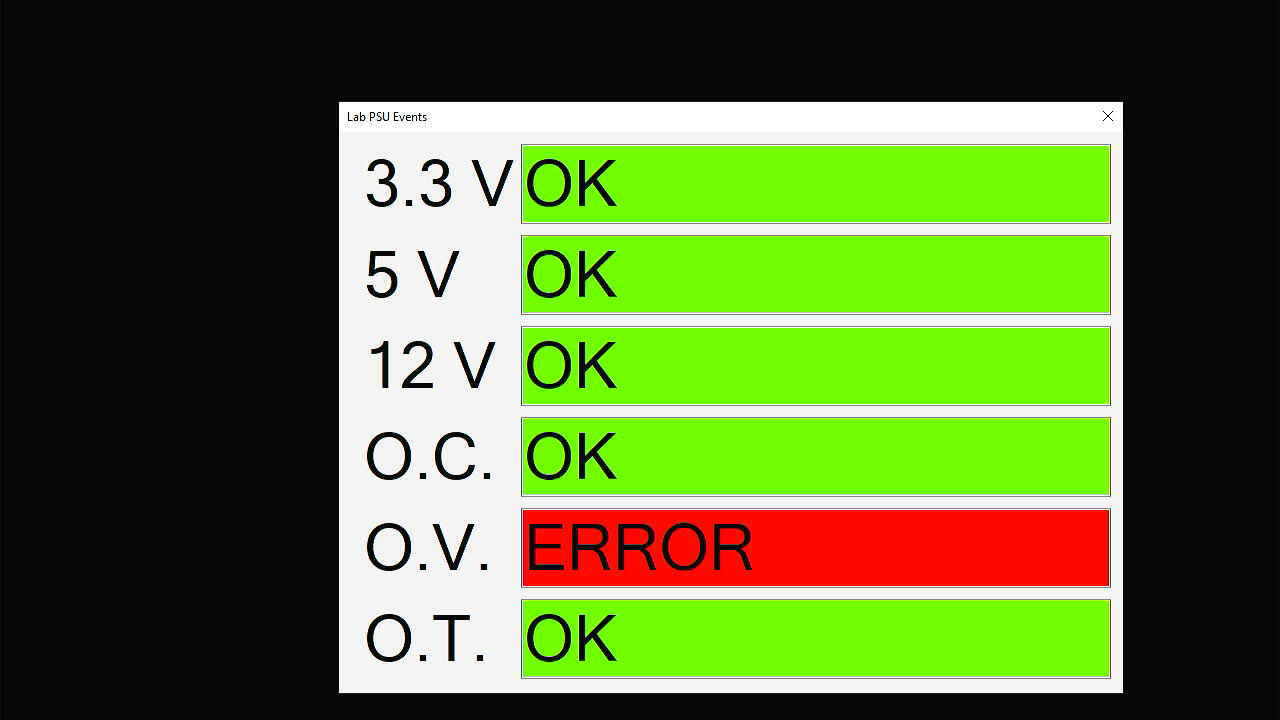 Lab PSU Events
3.3 V OK
5 V OK
12 V OK
O.C. OK
O.V. ERROR
O.T. OK